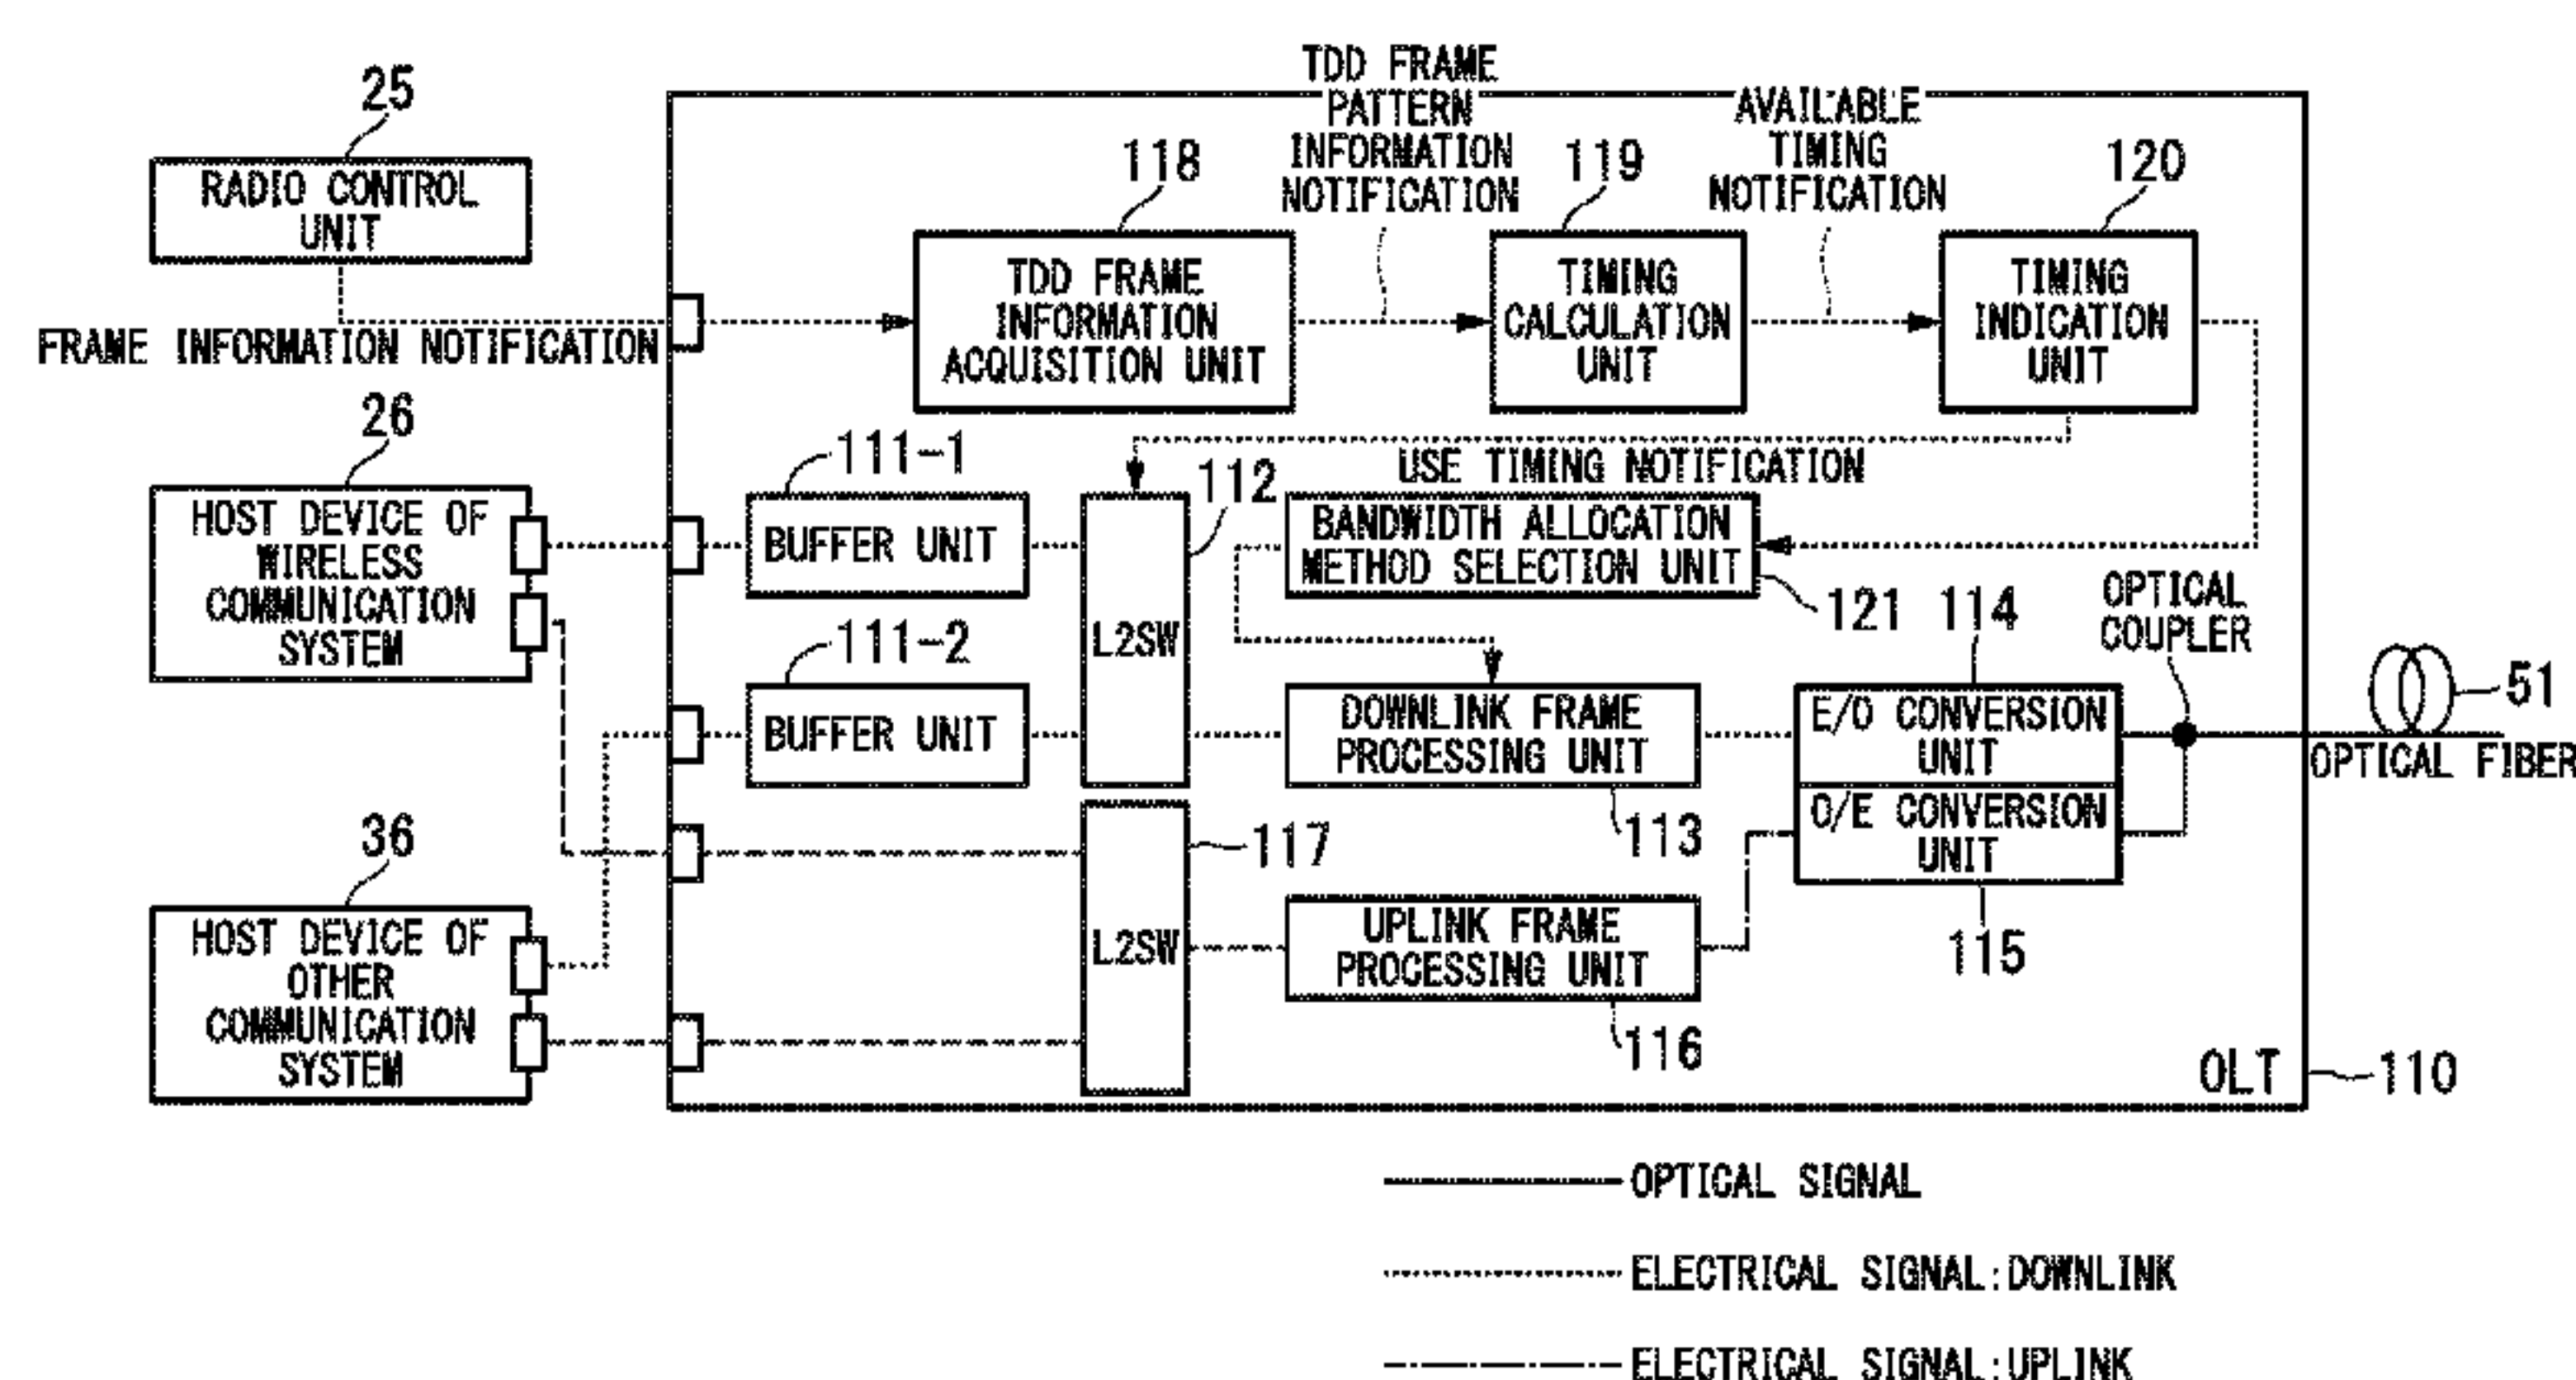 25
RADIO CONTROL
UNIT
FRAME INFORMATION NOTIFICATION
26
HOST DEVICE OF
WIRELESS
COMMUNICATION
SYSTEM
36
HOST DEVICE OF
OTHER
COMMUNICATION
SYSTEM
TDD FRAME
PATTERN
INFORMATION
NOTIFICATION
AVAILABLE
TIMING
NOTIFICATION
118
TDD FRAME
INFORMATION
ACQUISITION UNIT
119
TIMING
CALCULATION
UNIT
120
TIMING
INDICATION
UNIT
USE TIMING NOTIFICATION
111-1
BUFFER UNIT
111-2
BUFFER UNIT
112
L2SW
BANDWIDTH ALLOCATION
METHOD SELECTION UNIT
121
DOWNLINK FRAME
PROCESSING UNIT
113
114
E/O CONVERSION
UNIT
O/E CONVERSION
UNIT
115
OPTICAL
COUPLER
51
OPTICAL FIBER
117
L2SW
UPLINK FRAME
PROCESSING UNIT
116
OLT
110
OPTICAL SIGNAL
ELECTRICAL SIGNAL:DOWNLINK
ELECTRICAL SIGNAL:UPLINK